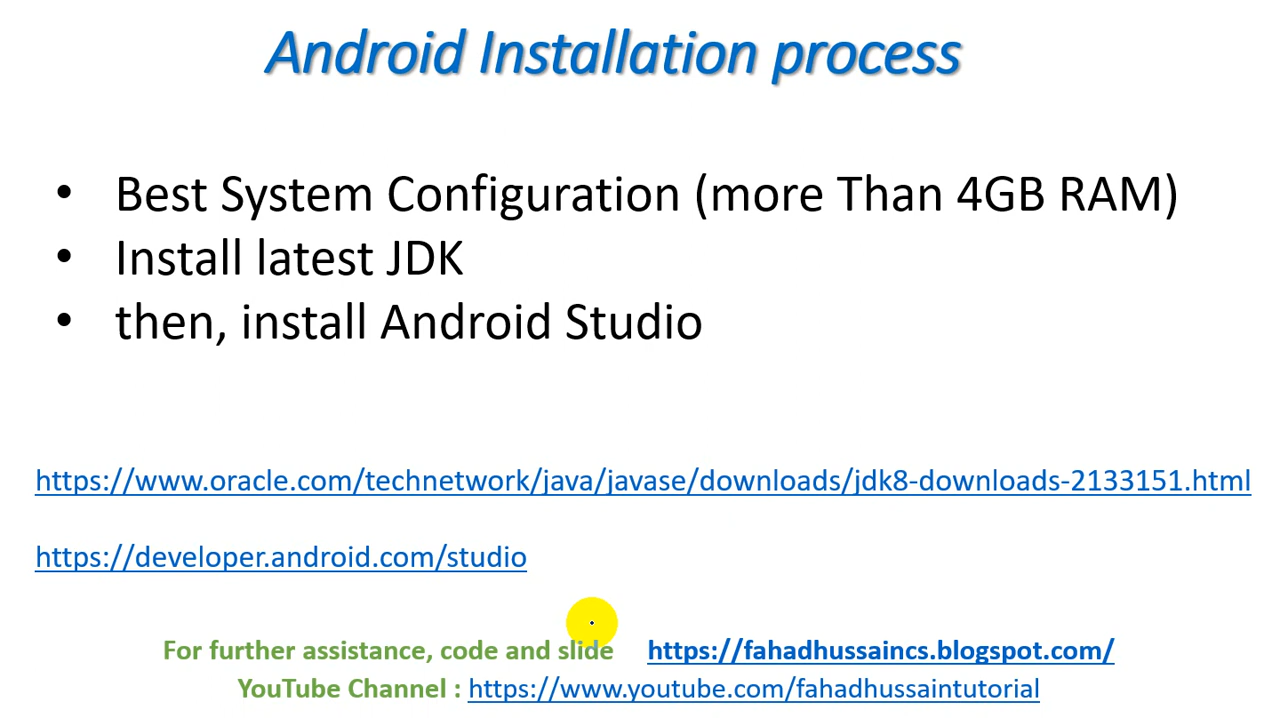 Android Installation process
• Best System Configuration (more Than 4GB RAM)
• Install latest JDK
• then, install Android Studio
https://www.oracle.com/technetwork/java/javase/downloads/jdk8-downloads-2133151.html
https://developer.android.com/studio
For further assistance, code and slide https://fahadhussaincs.blogspot.com/
YouTube Channel : https://www.youtube.com/fahadhussaintutorial